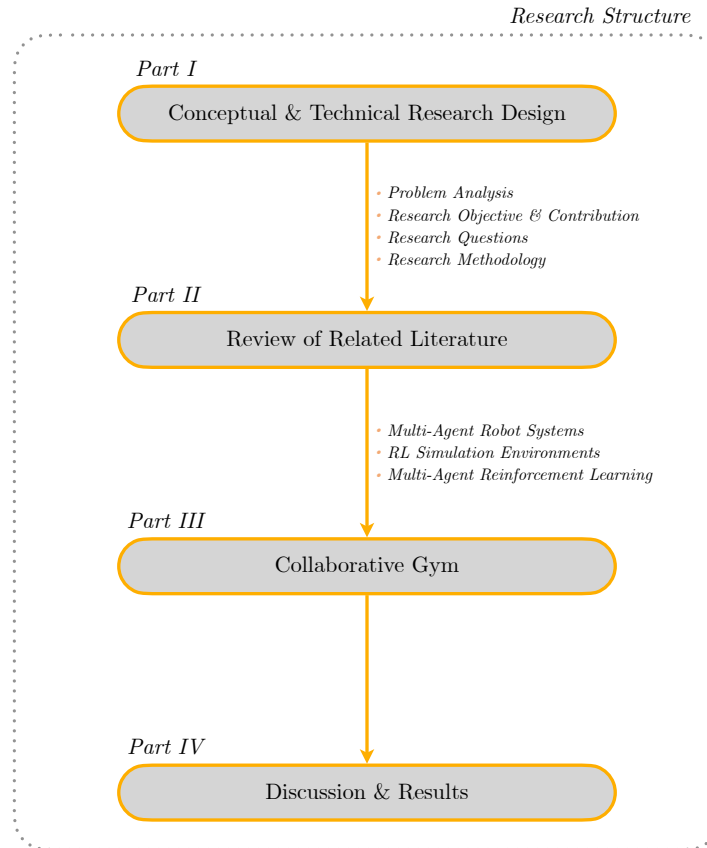 Research Structure
Part I
Conceptual & Technical Research Design
• Problem Analysis
• Research Objective & Contribution
• Research Questions
• Research Methodology
Part II
Review of Related Literature
• Multi-Agent Robot Systems
• RL Simulation Environments
• Multi-Agent Reinforcement Learning
Part III
Collaborative Gym
Part IV
Discussion & Results